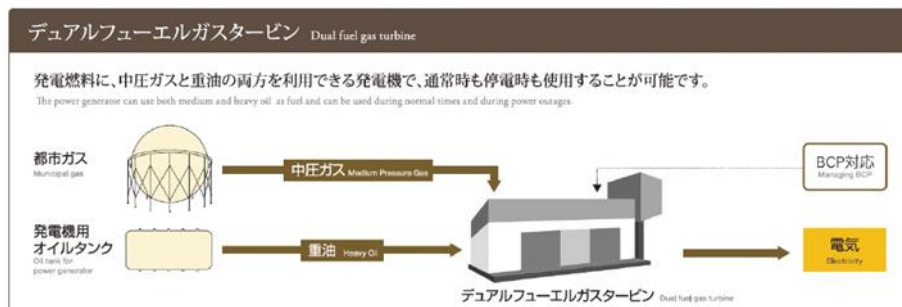 デュアルフューエルガスタービン Dual fuel gas turbine
発電燃料に、中圧ガスと重油の両方を利用できる発電機で、通常時も停電時も使用することが可能です。
The power generator can use both medium and heavy oil as fuel and can be used during normal times and during power outages.
都市ガス
Municipal gas
中圧ガス Medium Pressure Gas
BCP対応
Managing BCP
発電機用
オイルタンク
Oil tank for
power generator
重油 Heavy Oil
電気
Electricity
デュアルフューエルガスタービン Dual fuel gas turbine